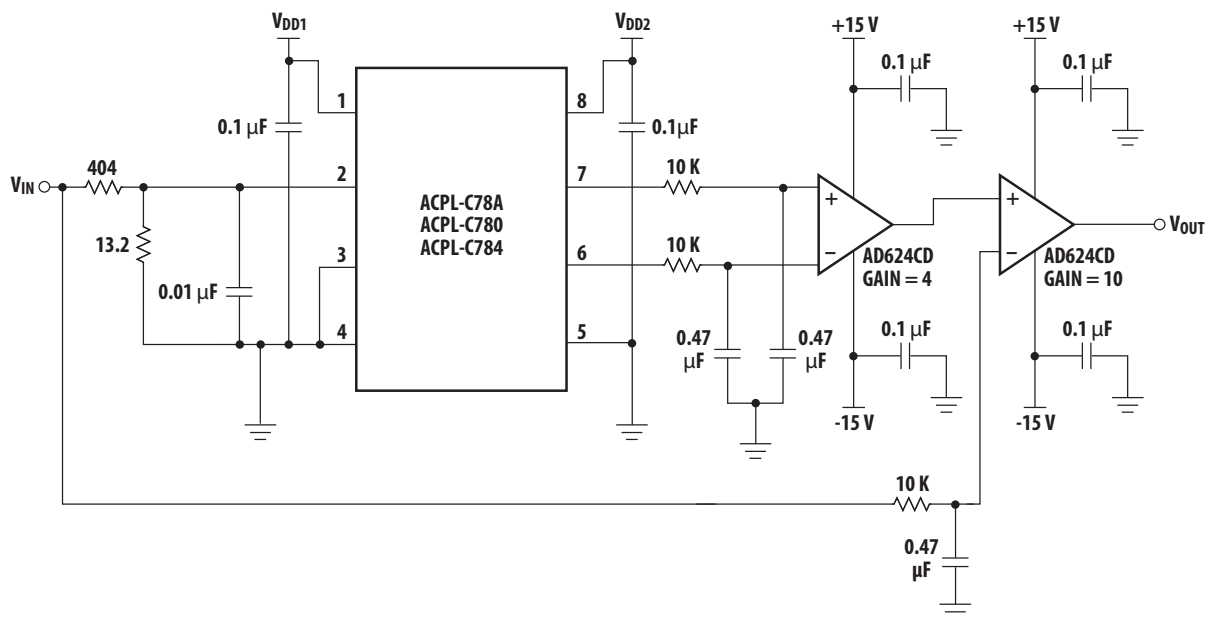 VDD1
VDD2
+15 V
+15 V
0.1 µF
0.1 µF
1
8
0.1 µF
0.1µF
404
10 K
VIN
2
7
ACPL-C78A
ACPL-C780
ACPL-C784
+
+
13.2
10 K
VOUT
3
6
–
–
AD624CD
GAIN = 4
AD624CD
GAIN = 10
0.01 µF
4
5
0.47
µF
0.47
µF
0.1 µF
0.1 µF
-15 V
-15 V
10 K
0.47
µF